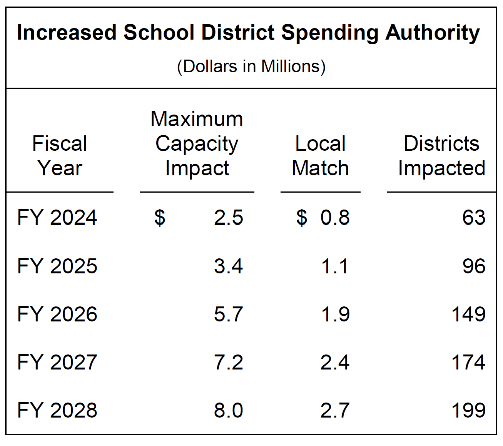 Increased School District Spending Authority
(Dollars in Millions)
Maximum
Fiscal Capacity Local Districts
Year Impact Match Impacted
FY 2024 $ 2.5 $ 0.8 63
FY 2025 3.4 1.1 96
FY 2026 5.7 1.9 149
FY 2027 7.2 2.4 174
FY 2028 8.0 2.7 199